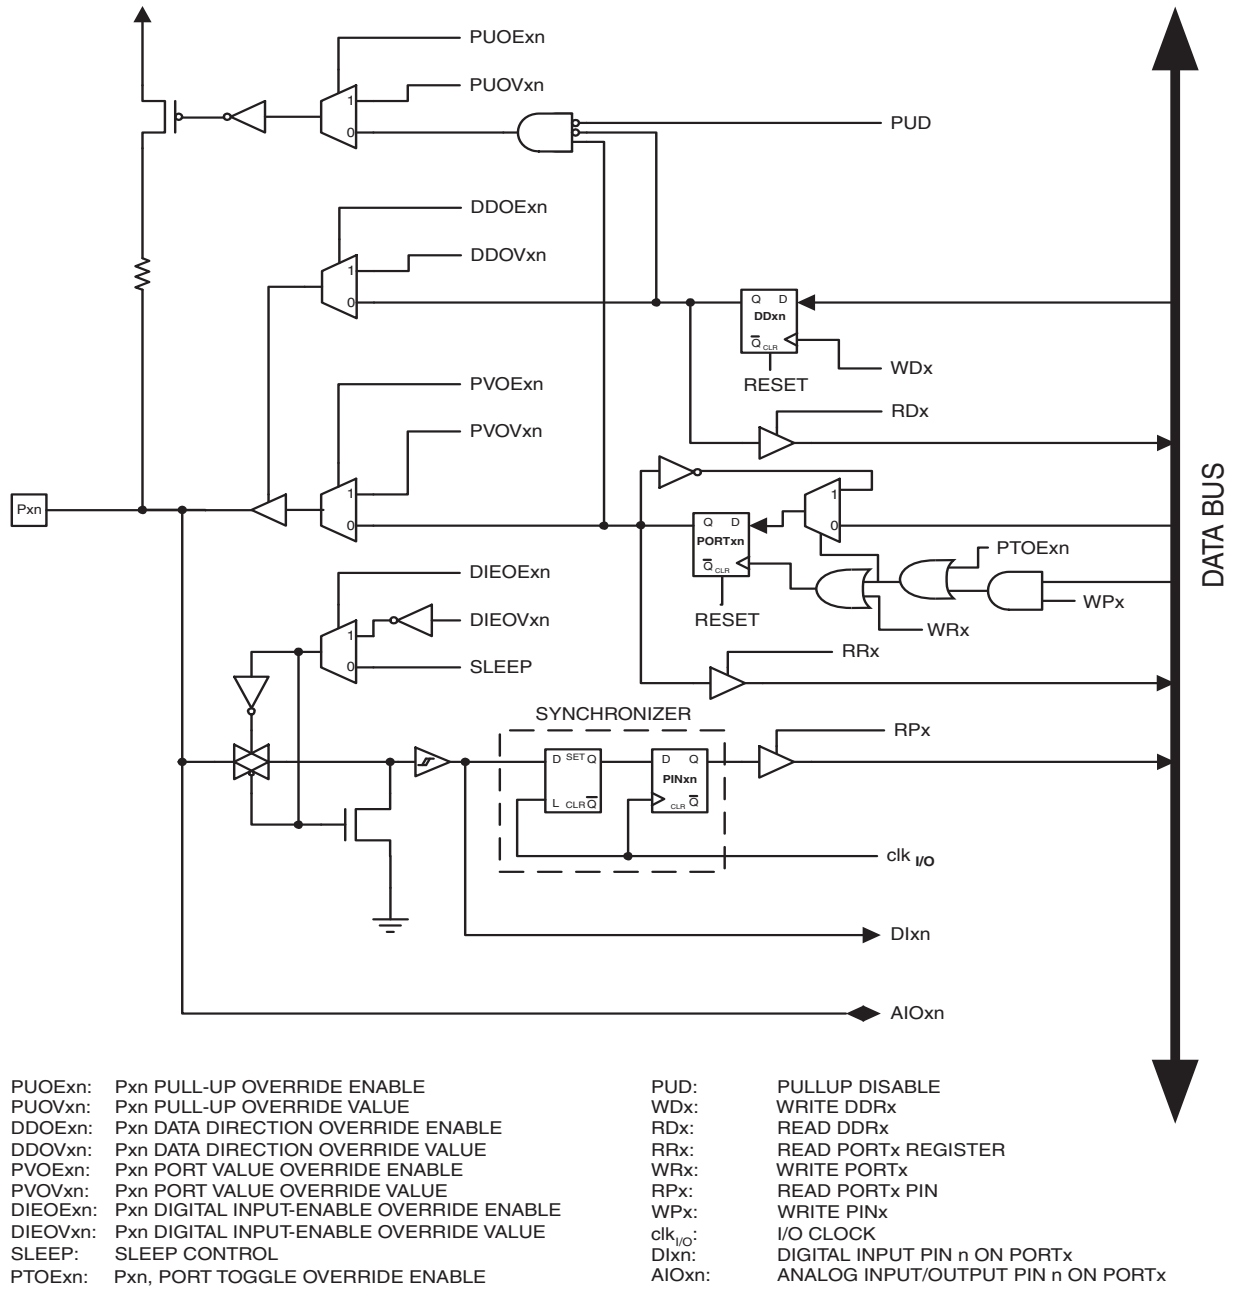 PUOExn
PUOVxn
1
0
PUD
DDOExn
DDOVxn
1
0
Q D
DDxn
Q CLR
WDx
RESET
RDx
PVOExn
PVOVxn
1
0
Pxn
1
0
Q D
PORTxn
Q CLR
PTOExn
WPx
RESET
WRx
RRx
DATA BUS
DIEOExn
DIEOVxn
1
0
SLEEP
SYNCHRONIZER
RPx
D SET Q
L CLR Q
D Q
PINxn
CLR Q
clk I/O
DIxn
AIOxn
PUOExn: Pxn PULL-UP OVERRIDE ENABLE
PUOVxn: Pxn PULL-UP OVERRIDE VALUE
DDOExn: Pxn DATA DIRECTION OVERRIDE ENABLE
DDOVxn: Pxn DATA DIRECTION OVERRIDE VALUE
PVOExn: Pxn PORT VALUE OVERRIDE ENABLE
PVOVxn: Pxn PORT VALUE OVERRIDE VALUE
DIEOExn: Pxn DIGITAL INPUT-ENABLE OVERRIDE ENABLE
DIEOVxn: Pxn DIGITAL INPUT-ENABLE OVERRIDE VALUE
SLEEP: SLEEP CONTROL
PTOExn: Pxn, PORT TOGGLE OVERRIDE ENABLE
PUD: PULLUP DISABLE
WDx: WRITE DDRx
RDx: READ DDRx
RRx: READ PORTx REGISTER
WRx: WRITE PORTx
RPx: READ PORTx PIN
WPx: WRITE PINx
clkI/O: I/O CLOCK
DIxn: DIGITAL INPUT PIN n ON PORTx
AIOxn: ANALOG INPUT/OUTPUT PIN n ON PORTx